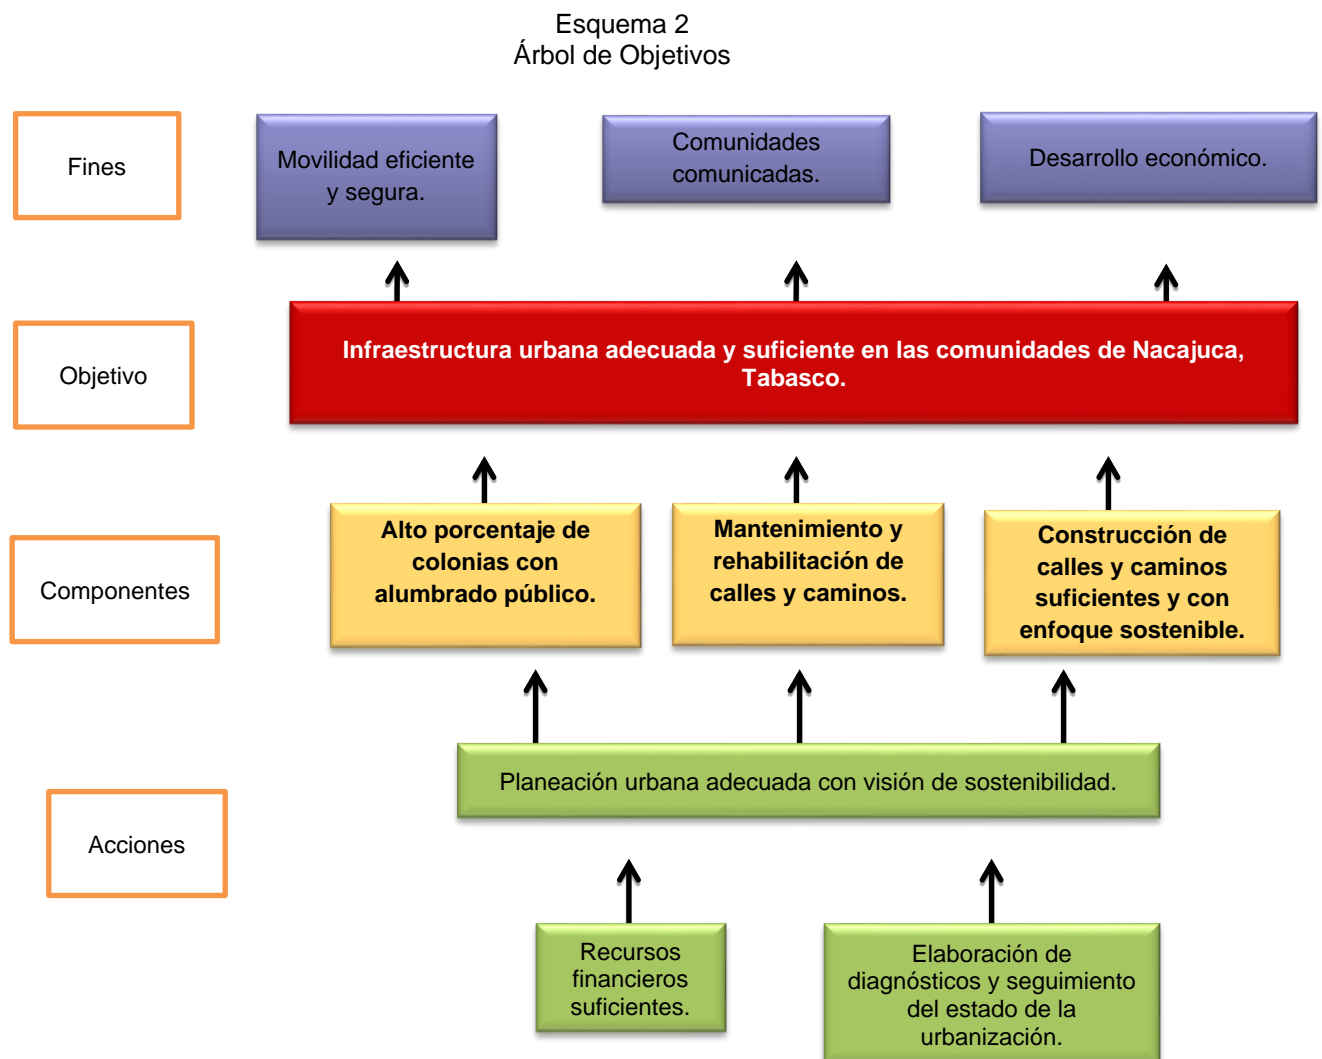 Esquema 2
Árbol de Objetivos
Fines
Movilidad eficiente
y segura.
Comunidades
comunicadas.
Desarrollo económico.
Objetivo
Infraestructura urbana adecuada y suficiente en las comunidades de Nacajuca,
Tabasco.
Componentes
Alto porcentaje de
colonias con
alumbrado público.
Mantenimiento y
rehabilitación de
calles y caminos.
Construcción de
calles y caminos
suficientes y con
enfoque sostenible.
Acciones
Planeación urbana adecuada con visión de sostenibilidad.
Recursos
financieros
suficientes.
Elaboración de
diagnósticos y seguimiento
del estado de la
urbanización.